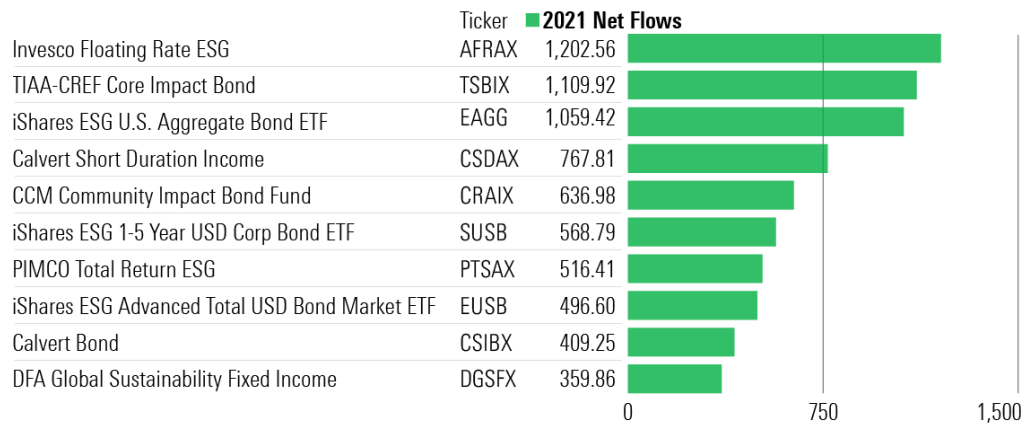 Ticker 2021 Net Flows
Invesco Floating Rate ESG AFRAX 1,202.56
TIAA-CREF Core Impact Bond TSBIX 1,109.92
iShares ESG U.S. Aggregate Bond ETF EAGG 1,059.42
Calvert Short Duration Income CSDAX 767.81
CCM Community Impact Bond Fund CRAIX 636.98
iShares ESG 1-5 Year USD Corp Bond ETF SUSB 568.79
PIMCO Total Return ESG PTSAX 516.41
iShares ESG Advanced Total USD Bond Market ETF EUSB 496.60
Calvert Bond CSIBX 409.25
DFA Global Sustainability Fixed Income DGSFX 359.86
0 750 1,500